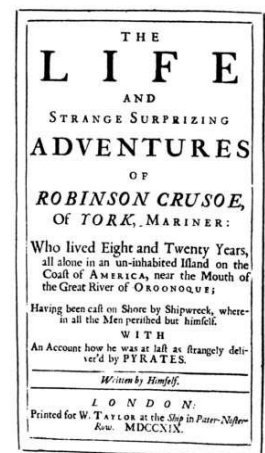 THE
LIFE
AND
STRANGE SURPRIZING
ADVENTURES
OF
ROBINSON CRUSOE,
Of YORK, MARINER:
Who lived Eight and Twenty Years,
all alone in an un-inhabited Iſland on the
Coaſt of AMERICA, near the Mouth of
the Great River of OROONOQUE;
Having been caſt on Shore by Shipwreck, where-
in all the Men periſhed but himſelf.
WITH
An Account how he was at laſt as ſtrangely deli-
ver'd by PYRATES.
Written by Himſelf.
LONDON:
Printed for W. TAYLOR at the Ship in Pater-Noſter-
Row. MDCCXIX.